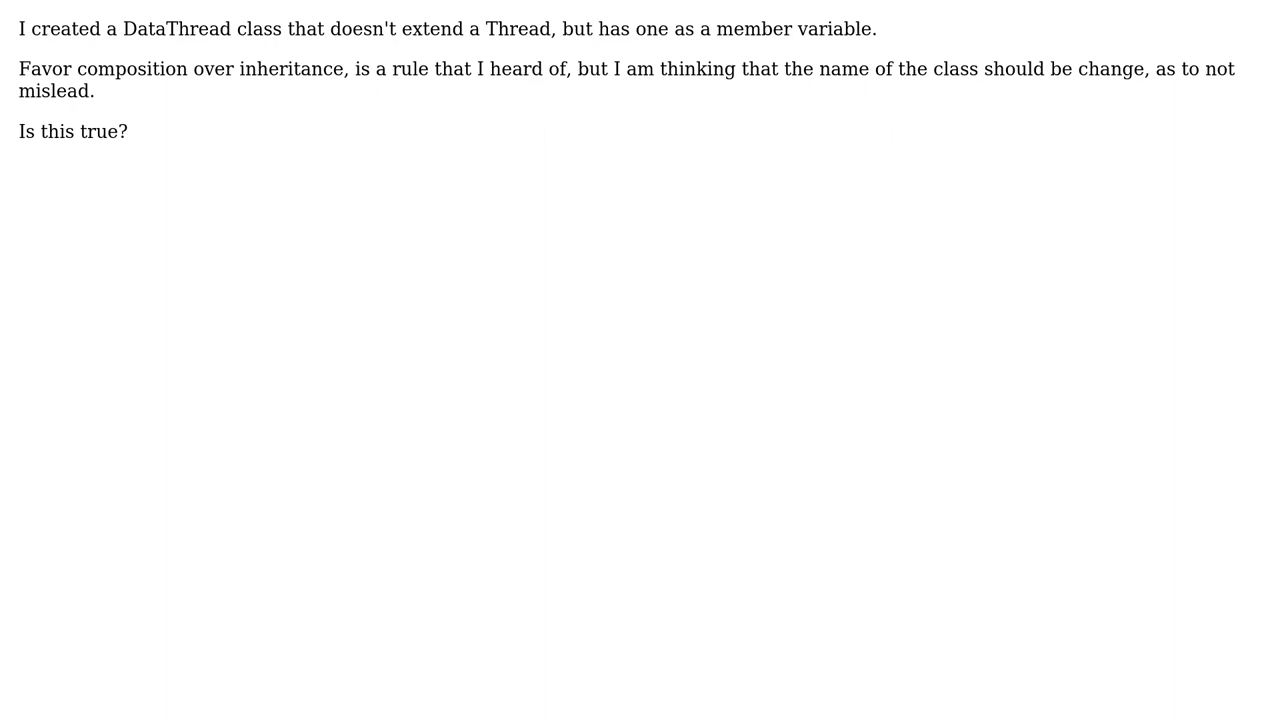 I created a DataThread class that doesn't extend a Thread, but has one as a member variable.
Favor composition over inheritance, is a rule that I heard of, but I am thinking that the name of the class should be change, as to not
mislead.
Is this true?